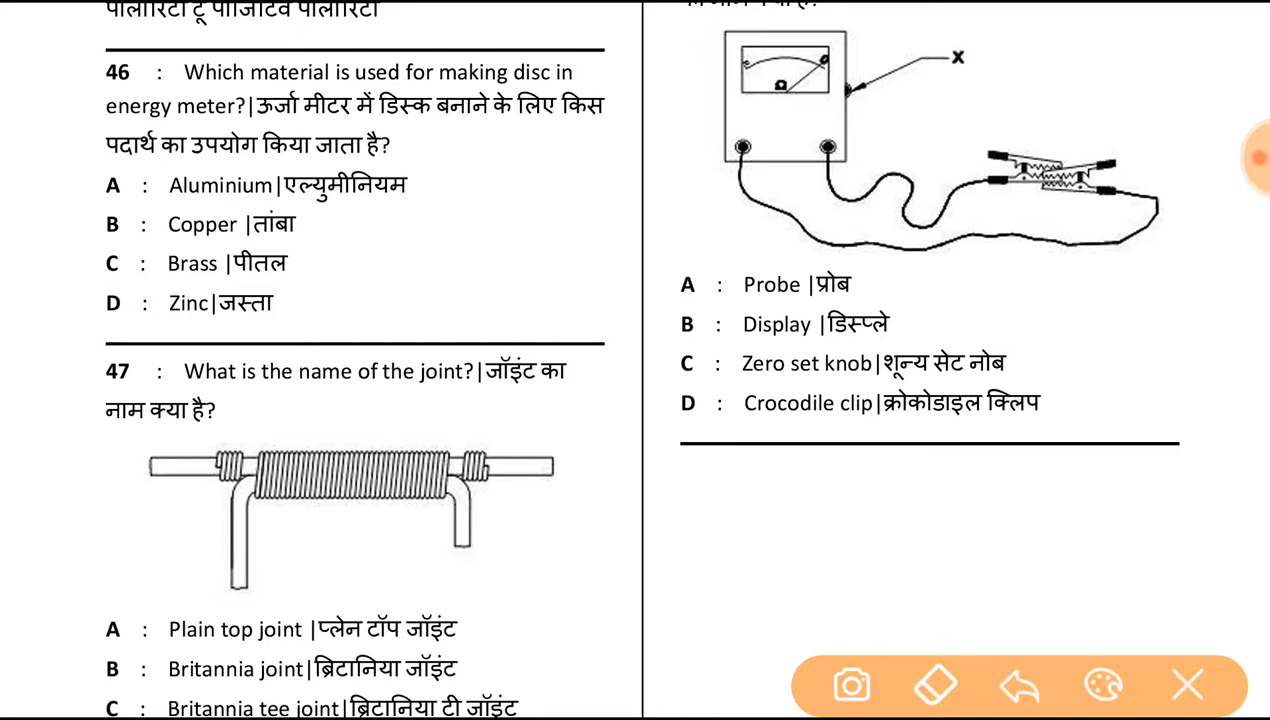 पोलारिटी टू पॉजिटिव पोलारिटी
46 : Which material is used for making disc in
energy meter?|ऊर्जा मीटर में डिस्क बनाने के लिए किस
पदार्थ का उपयोग किया जाता है?
A : Aluminium|एल्युमीनियम
B : Copper |तांबा
C : Brass |पीतल
D : Zinc|जस्ता
47 : What is the name of the joint?|जॉइंट का
नाम क्या है?
A : Plain top joint |प्लेन टॉप जॉइंट
B : Britannia joint|ब्रिटानिया जॉइंट
C : Britannia tee joint|ब्रिटानिया टी जॉइंट
X
Ω
A : Probe |प्रोब
B : Display |डिस्प्ले
C : Zero set knob|शून्य सेट नोब
D : Crocodile clip|क्रोकोडाइल क्लिप